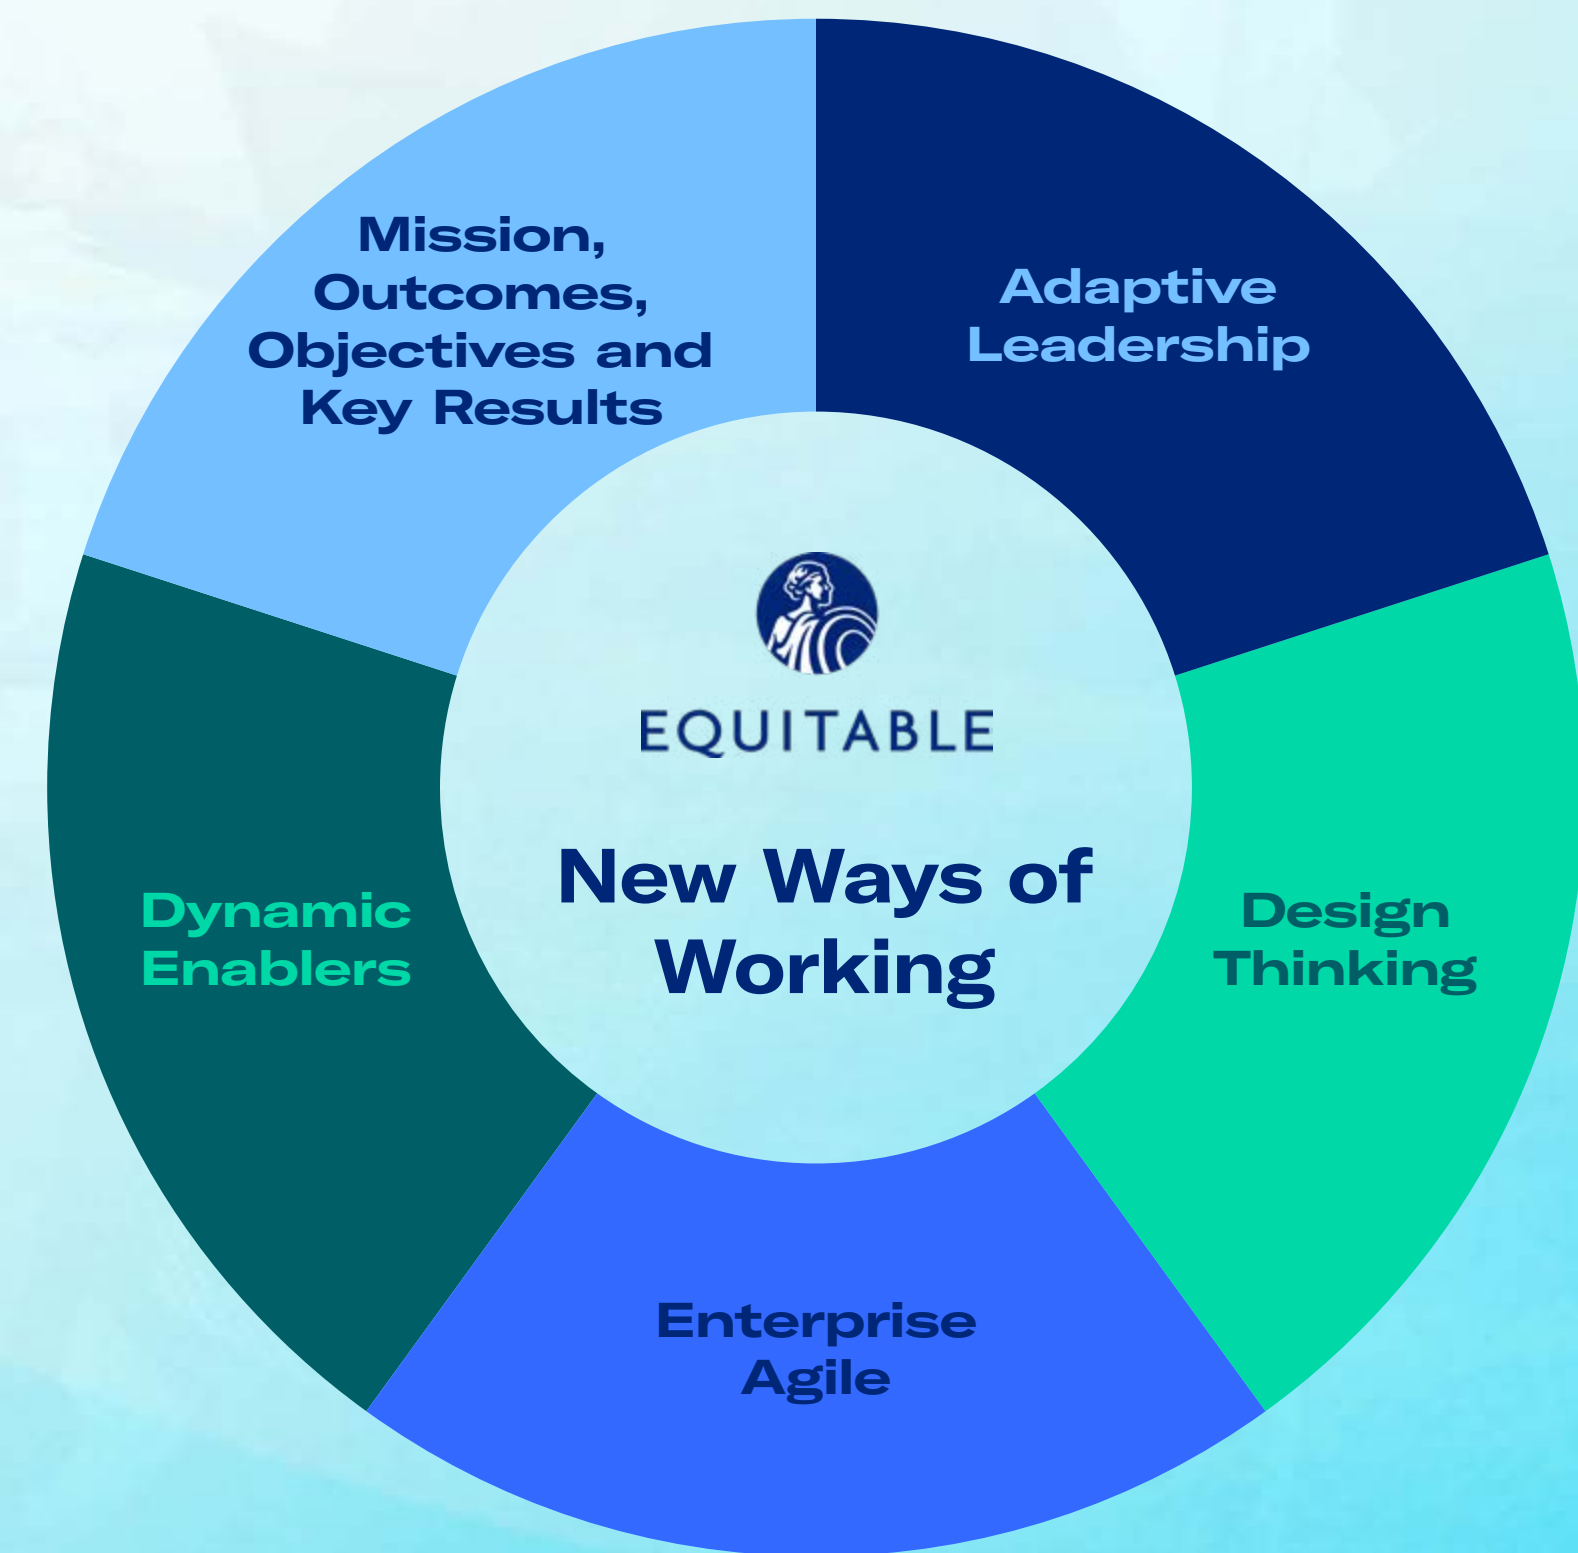 Mission,
Outcomes,
Objectives and
Key Results
Adaptive
Leadership
EQUITABLE
New Ways of
Working
Dynamic
Enablers
Design
Thinking
Enterprise
Agile